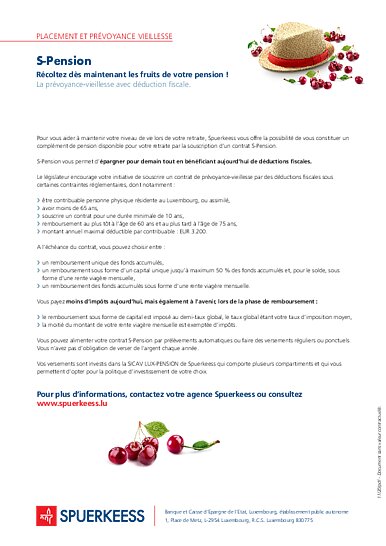 PLACEMENT ET PRÉVOYANCE VIEILLESSE
S-Pension
Récoltez dès maintenant les fruits de votre pension !
La prévoyance-vieillesse avec déduction fiscale.
Pour vous aider à maintenir votre niveau de vie lors de votre retraite, Spuerkeess vous offre la possibilité de vous constituer un
complément de pension disponible pour votre retraite par la souscription d'un contrat S-Pension.
S-Pension vous permet d'épargner pour demain tout en bénéficiant aujourd'hui de déductions fiscales.
Le législateur encourage votre initiative de souscrire un contrat de prévoyance-vieillesse par des déductions fiscales sous
certaines contraintes réglementaires, dont notamment :
> être contribuable personne physique résidente au Luxembourg, ou assimilé,
> avoir moins de 65 ans,
> souscrire un contrat pour une durée minimale de 10 ans,
> remboursement au plus tôt à l'âge de 60 ans et au plus tard à l'âge de 75 ans,
> montant annuel maximal déductible par contribuable : EUR 3.200.
A l'échéance du contrat, vous pouvez choisir entre :
> un remboursement unique des fonds accumulés,
> un remboursement sous forme d'un capital unique jusqu'à maximum 50 % des fonds accumulés et, pour le solde, sous
forme d'une rente viagère mensuelle,
> un remboursement des fonds accumulés sous forme d'une rente viagère mensuelle.
Vous payez moins d'impôts aujourd'hui, mais également à l'avenir, lors de la phase de remboursement :
> le remboursement sous forme de capital est imposé au demi-taux global, le taux global étant votre taux d'imposition moyen,
> la moitié du montant de votre rente viagère mensuelle est exemptée d'impôts.
Vous pouvez alimenter votre contrat S-Pension par prélèvements automatiques ou faire des versements réguliers ou ponctuels.
Vous n'avez pas d'obligation de verser de l'argent chaque année.
Vos versements sont investis dans la SICAV LUX-PENSION de Spuerkeess qui comporte plusieurs compartiments et qui vous
permettent d'opter pour la politique d'investissement de votre choix.
Pour plus d'informations, contactez votre agence Spuerkeess ou consultez
www.spuerkeess.lu
SPUERKEESS
Banque et Caisse d'Epargne de l'Etat, Luxembourg, établissement public autonome
1, Place de Metz, L-2954 Luxembourg, R.C.S. Luxembourg B30775
Document sans valeur contractuelle.